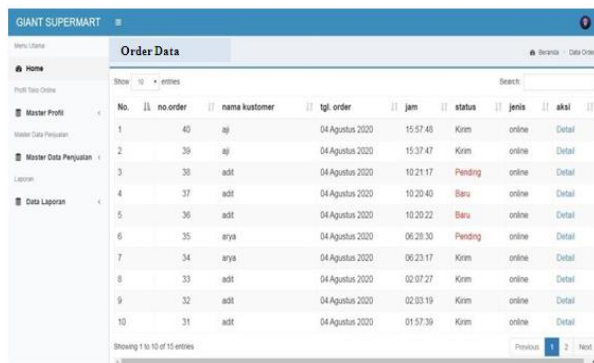 GIANT SUPERMART
Menu Utama
Order Data
Beranda - Data Order
Home
Profil Toko Online
Show 10 entries Search:
Master Profil
No. no.order nama kustomer tgl. order jam status jenis aksi
Master Data Penjualan
1 40 aji 04 Agustus 2020 15:57:48 Kirim online Detail
2 39 aji 04 Agustus 2020 15:37:47 Kirim online Detail
Master Data Penjualan
3 38 adit 04 Agustus 2020 10:21:17 Pending online Detail
Laporan
4 37 adit 04 Agustus 2020 10:20:40 Baru online Detail
Data Laporan
5 36 adit 04 Agustus 2020 10:20:22 Baru online Detail
6 35 arya 04 Agustus 2020 06:28:30 Pending online Detail
7 34 arya 04 Agustus 2020 06:23:17 Kirim online Detail
8 33 adit 04 Agustus 2020 02:07:27 Kirim online Detail
9 32 adit 04 Agustus 2020 02:03:19 Kirim online Detail
10 31 adit 04 Agustus 2020 01:57:39 Kirim online Detail
Showing 1 to 10 of 15 entries Previous 1 2 Next